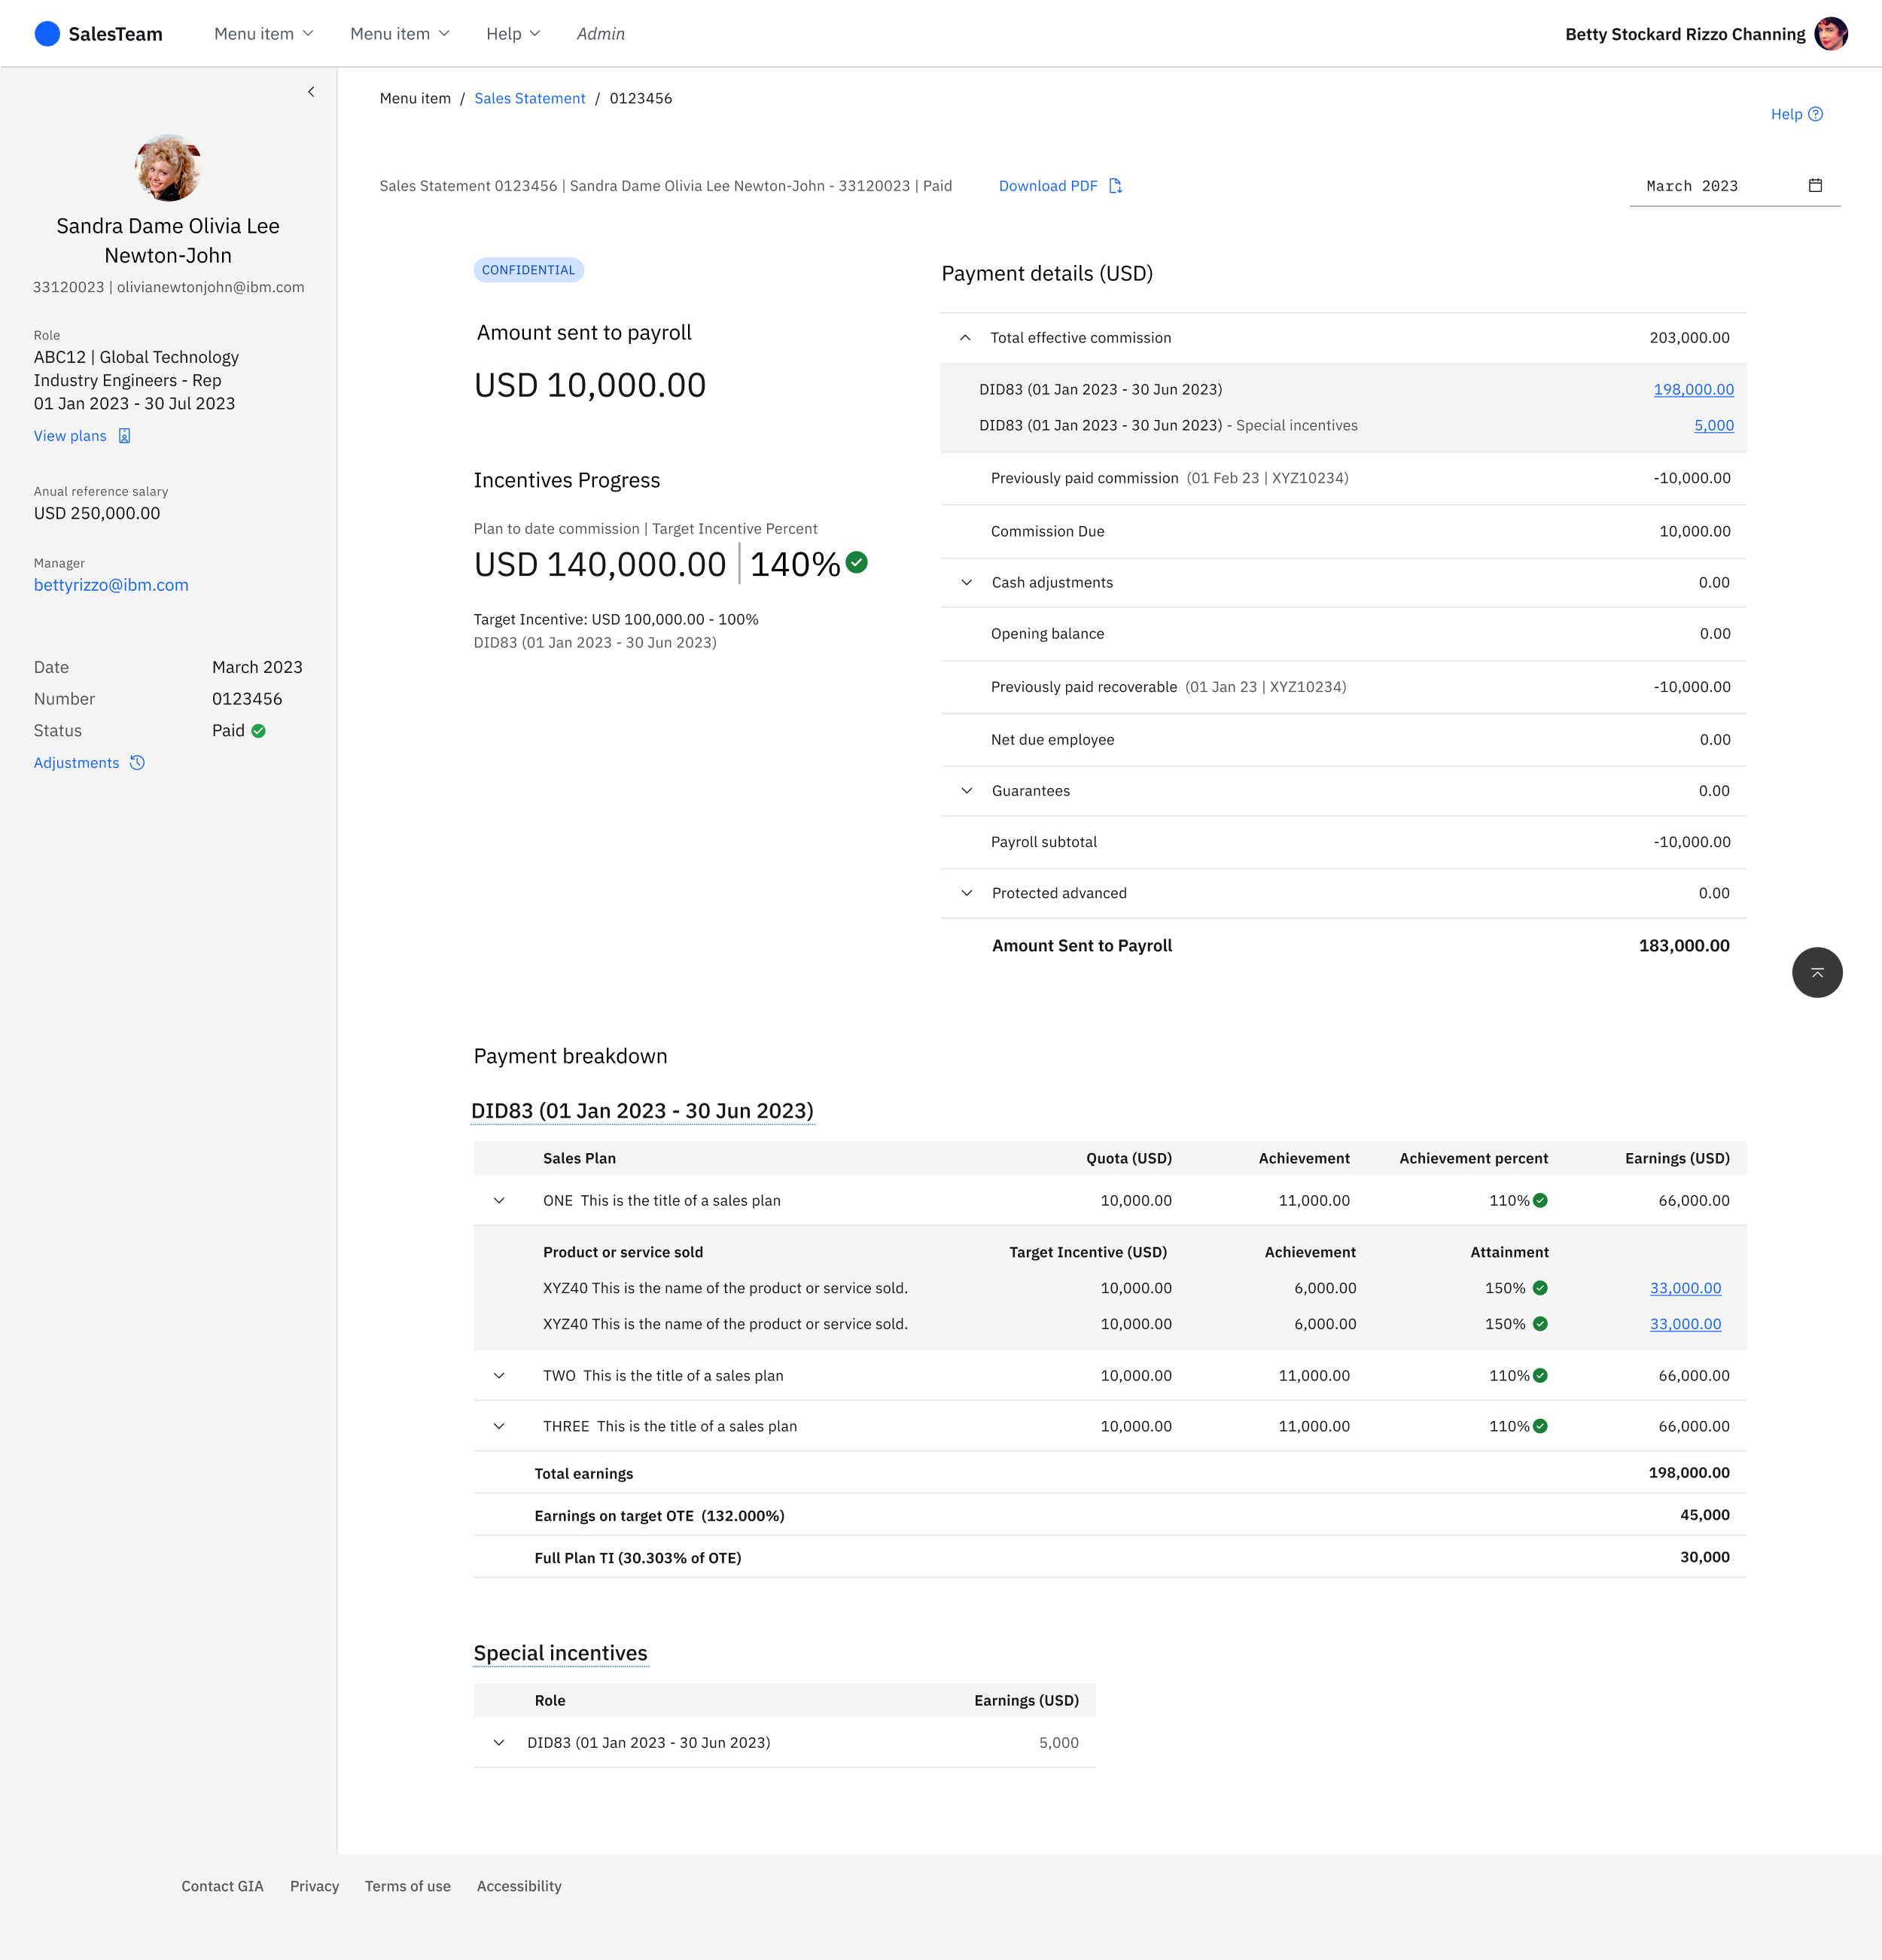 SalesTeam
Menu item
Menu item
Help
Admin
Betty Stockard Rizzo Channing
Sandra Dame Olivia Lee
Newton-John
33120023 | olivianewtonjohn@ibm.com
Role
ABC12 | Global Technology
Industry Engineers - Rep
01 Jan 2023 - 30 Jul 2023
View plans
Anual reference salary
USD 250,000.00
Manager
bettyrizzo@ibm.com
Date March 2023
Number 0123456
Status Paid
Adjustments
Menu item / Sales Statement / 0123456
Help
Sales Statement 0123456 | Sandra Dame Olivia Lee Newton-John - 33120023 | Paid
Download PDF
March 2023
CONFIDENTIAL
Amount sent to payroll
USD 10,000.00
Incentives Progress
Plan to date commission | Target Incentive Percent
USD 140,000.00 | 140%
Target Incentive: USD 100,000.00 - 100%
DID83 (01 Jan 2023 - 30 Jun 2023)
Payment details (USD)
Total effective commission 203,000.00
DID83 (01 Jan 2023 - 30 Jun 2023) 198,000.00
DID83 (01 Jan 2023 - 30 Jun 2023) - Special incentives 5,000
Previously paid commission (01 Feb 23 | XYZ10234) -10,000.00
Commission Due 10,000.00
Cash adjustments 0.00
Opening balance 0.00
Previously paid recoverable (01 Jan 23 | XYZ10234) -10,000.00
Net due employee 0.00
Guarantees 0.00
Payroll subtotal -10,000.00
Protected advanced 0.00
Amount Sent to Payroll 183,000.00
Payment breakdown
DID83 (01 Jan 2023 - 30 Jun 2023)
Sales Plan Quota (USD) Achievement Achievement percent Earnings (USD)
ONE This is the title of a sales plan 10,000.00 11,000.00 110% 66,000.00
Product or service sold Target Incentive (USD) Achievement Attainment
XYZ40 This is the name of the product or service sold. 10,000.00 6,000.00 150% 33,000.00
XYZ40 This is the name of the product or service sold. 10,000.00 6,000.00 150% 33,000.00
TWO This is the title of a sales plan 10,000.00 11,000.00 110% 66,000.00
THREE This is the title of a sales plan 10,000.00 11,000.00 110% 66,000.00
Total earnings 198,000.00
Earnings on target OTE (132.000%) 45,000
Full Plan TI (30.303% of OTE) 30,000
Special incentives
Role Earnings (USD)
DID83 (01 Jan 2023 - 30 Jun 2023) 5,000
Contact GIA
Privacy
Terms of use
Accessibility